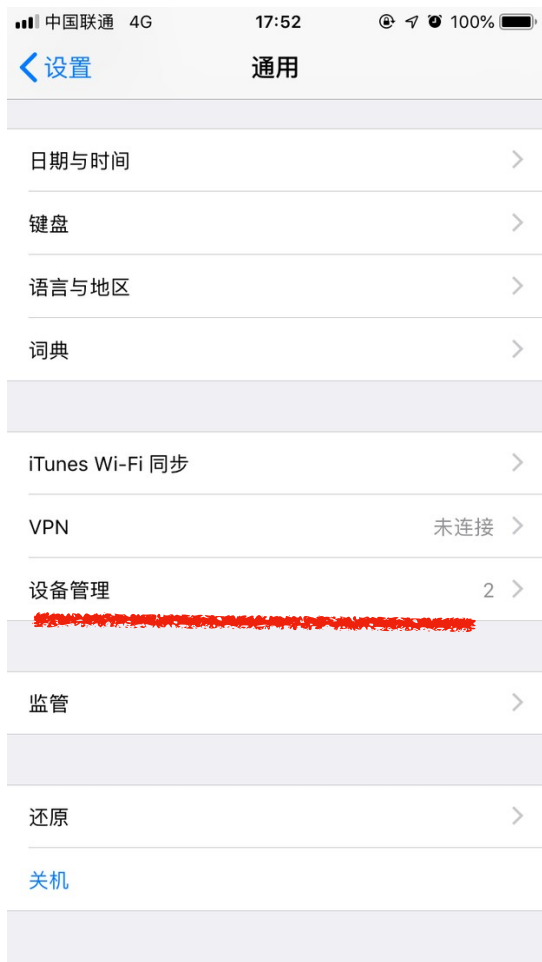 中国联通 4G 17:52 100%
设置 通用
日期与时间
键盘
语言与地区
词典
iTunes Wi-Fi 同步
VPN 未连接
设备管理 2
监管
还原
关机